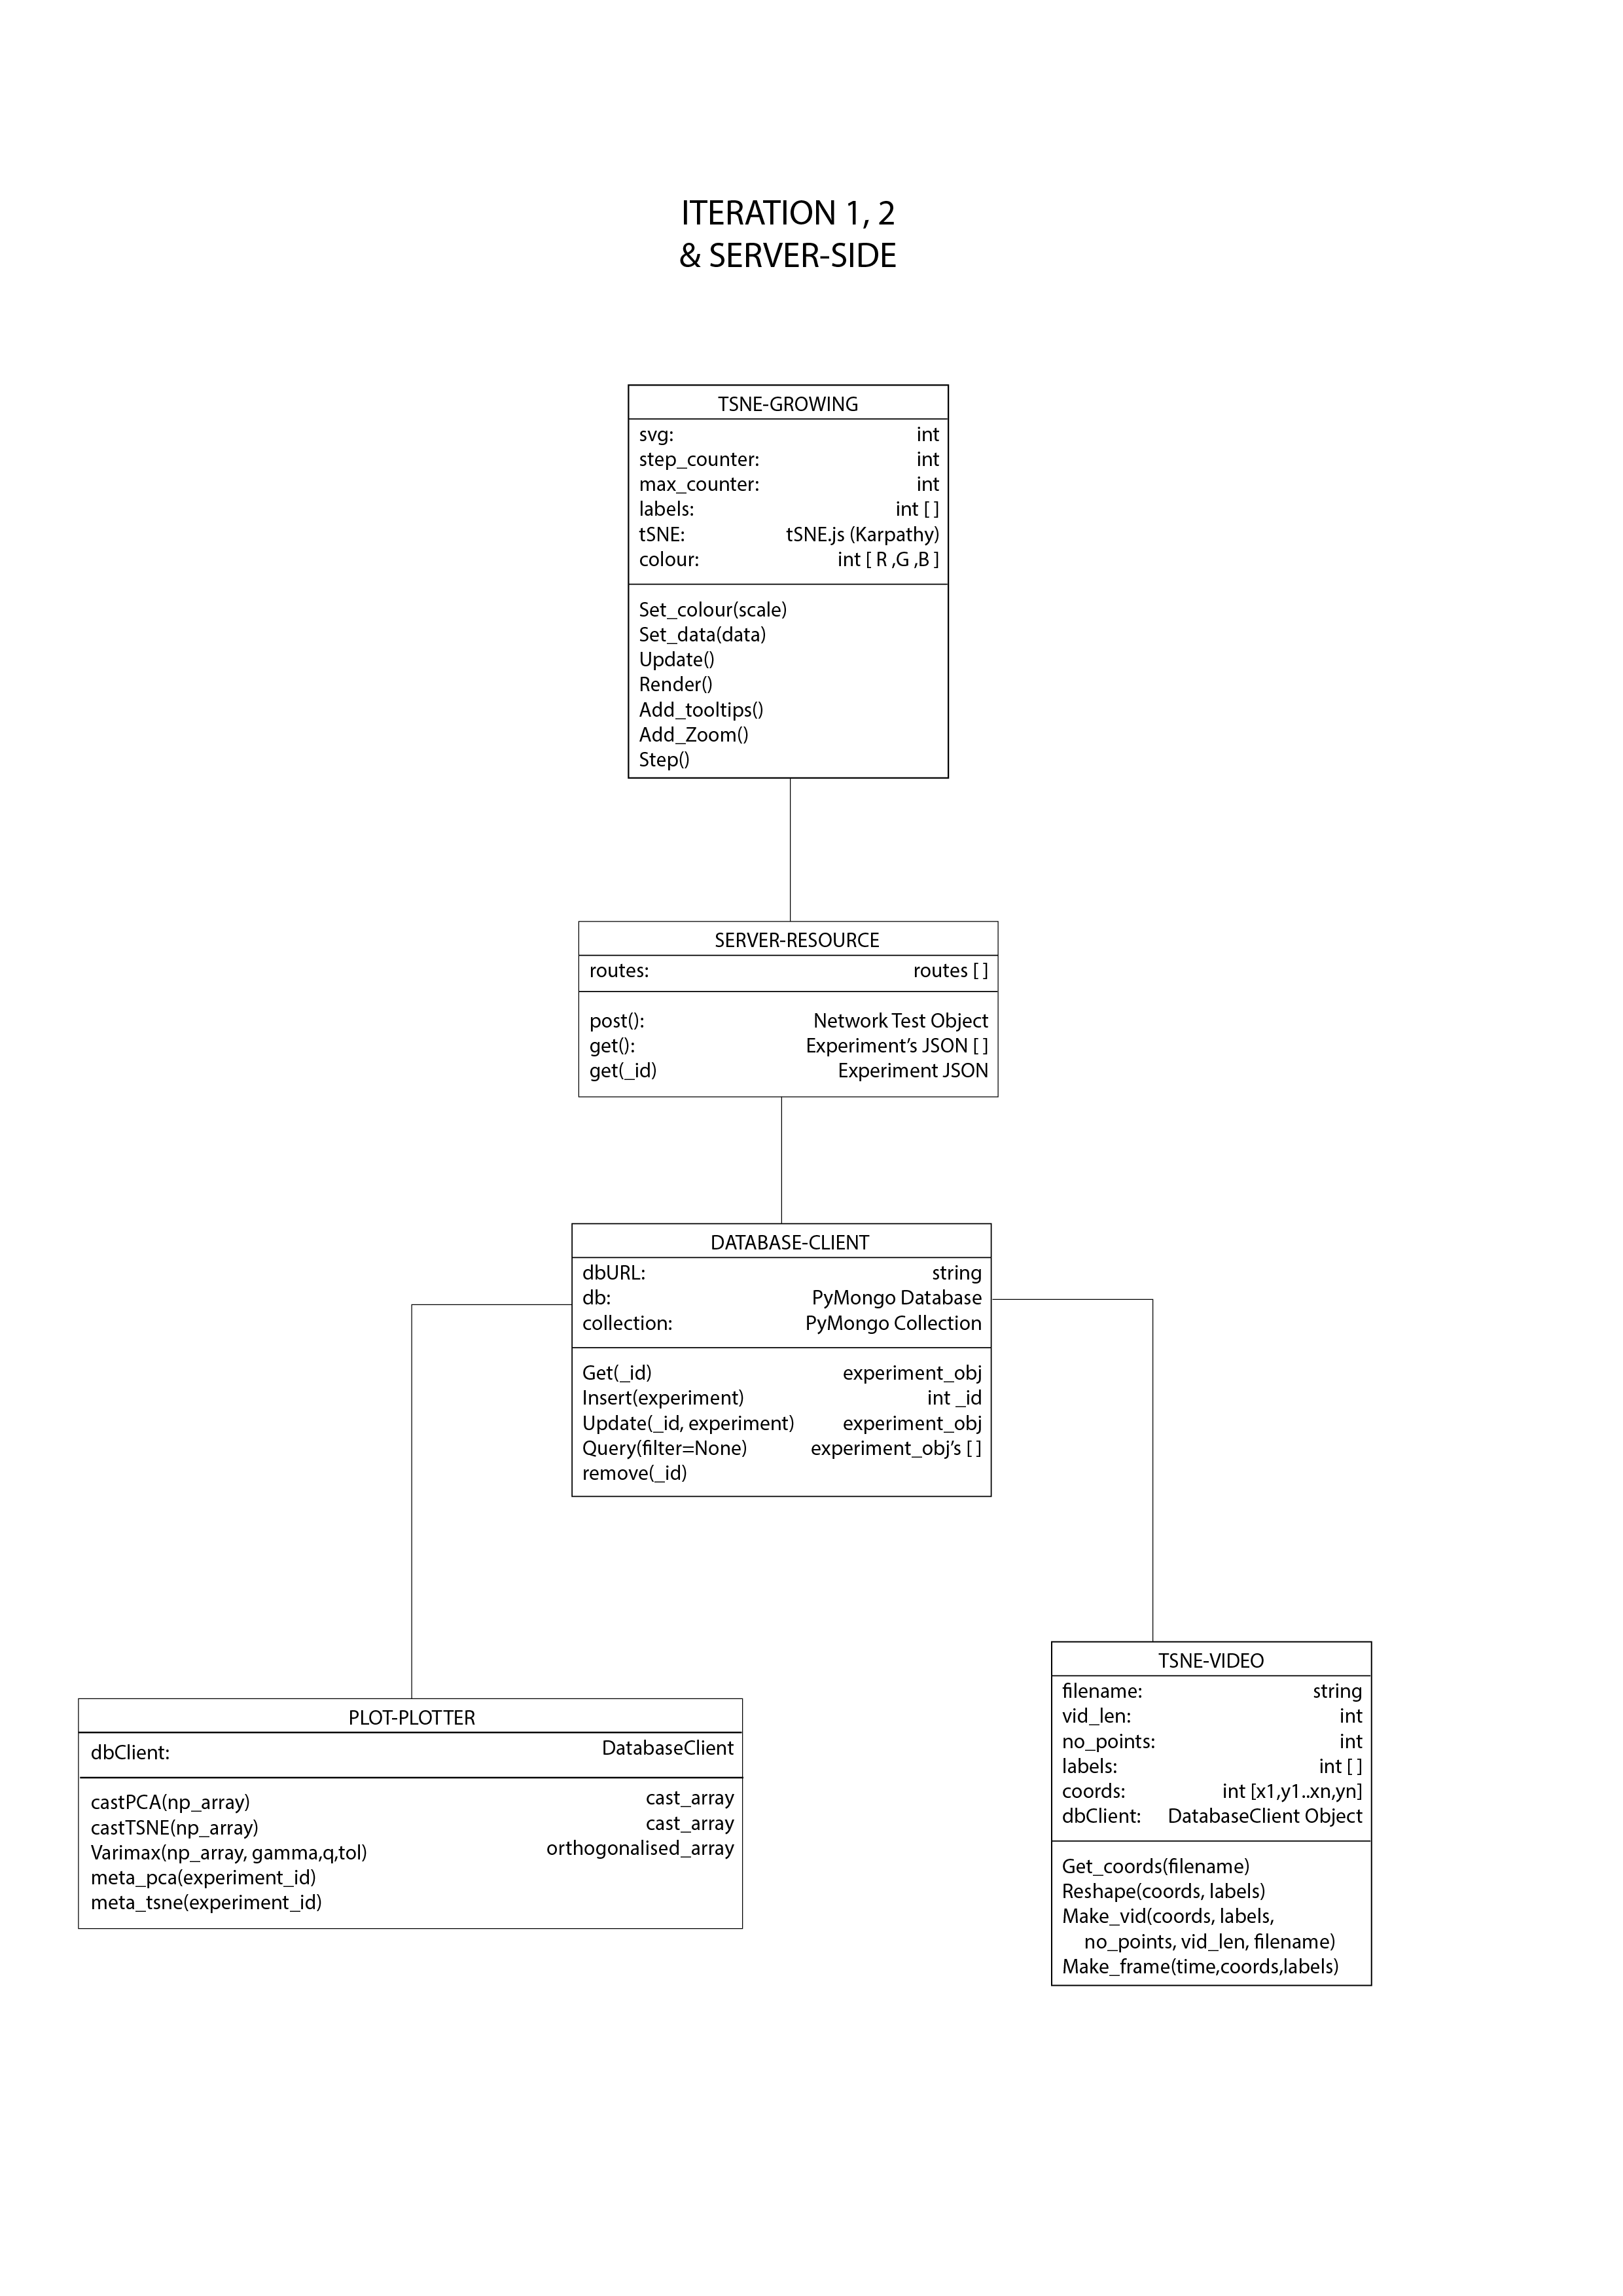 ITERATION 1, 2
& SERVER-SIDE
TSNE-GROWING
svg: int
step_counter: int
max_counter: int
labels: int [ ]
tSNE: tSNE.js (Karpathy)
colour: int [ R ,G ,B ]
Set_colour(scale)
Set_data(data)
Update()
Render()
Add_tooltips()
Add_Zoom()
Step()
SERVER-RESOURCE
routes: routes [ ]
post(): Network Test Object
get(): Experiment’s JSON [ ]
get(_id) Experiment JSON
DATABASE-CLIENT
dbURL: string
db: PyMongo Database
collection: PyMongo Collection
Get(_id) experiment_obj
Insert(experiment) int _id
Update(_id, experiment) experiment_obj
Query(filter=None) experiment_obj’s [ ]
remove(_id)
PLOT-PLOTTER
dbClient: DatabaseClient
castPCA(np_array) cast_array
castTSNE(np_array) cast_array
Varimax(np_array, gamma,q,tol) orthogonalised_array
meta_pca(experiment_id)
meta_tsne(experiment_id)
TSNE-VIDEO
filename: string
vid_len: int
no_points: int
labels: int [ ]
coords: int [x1,y1..xn,yn]
dbClient: DatabaseClient Object
Get_coords(filename)
Reshape(coords, labels)
Make_vid(coords, labels,
no_points, vid_len, filename)
Make_frame(time,coords,labels)